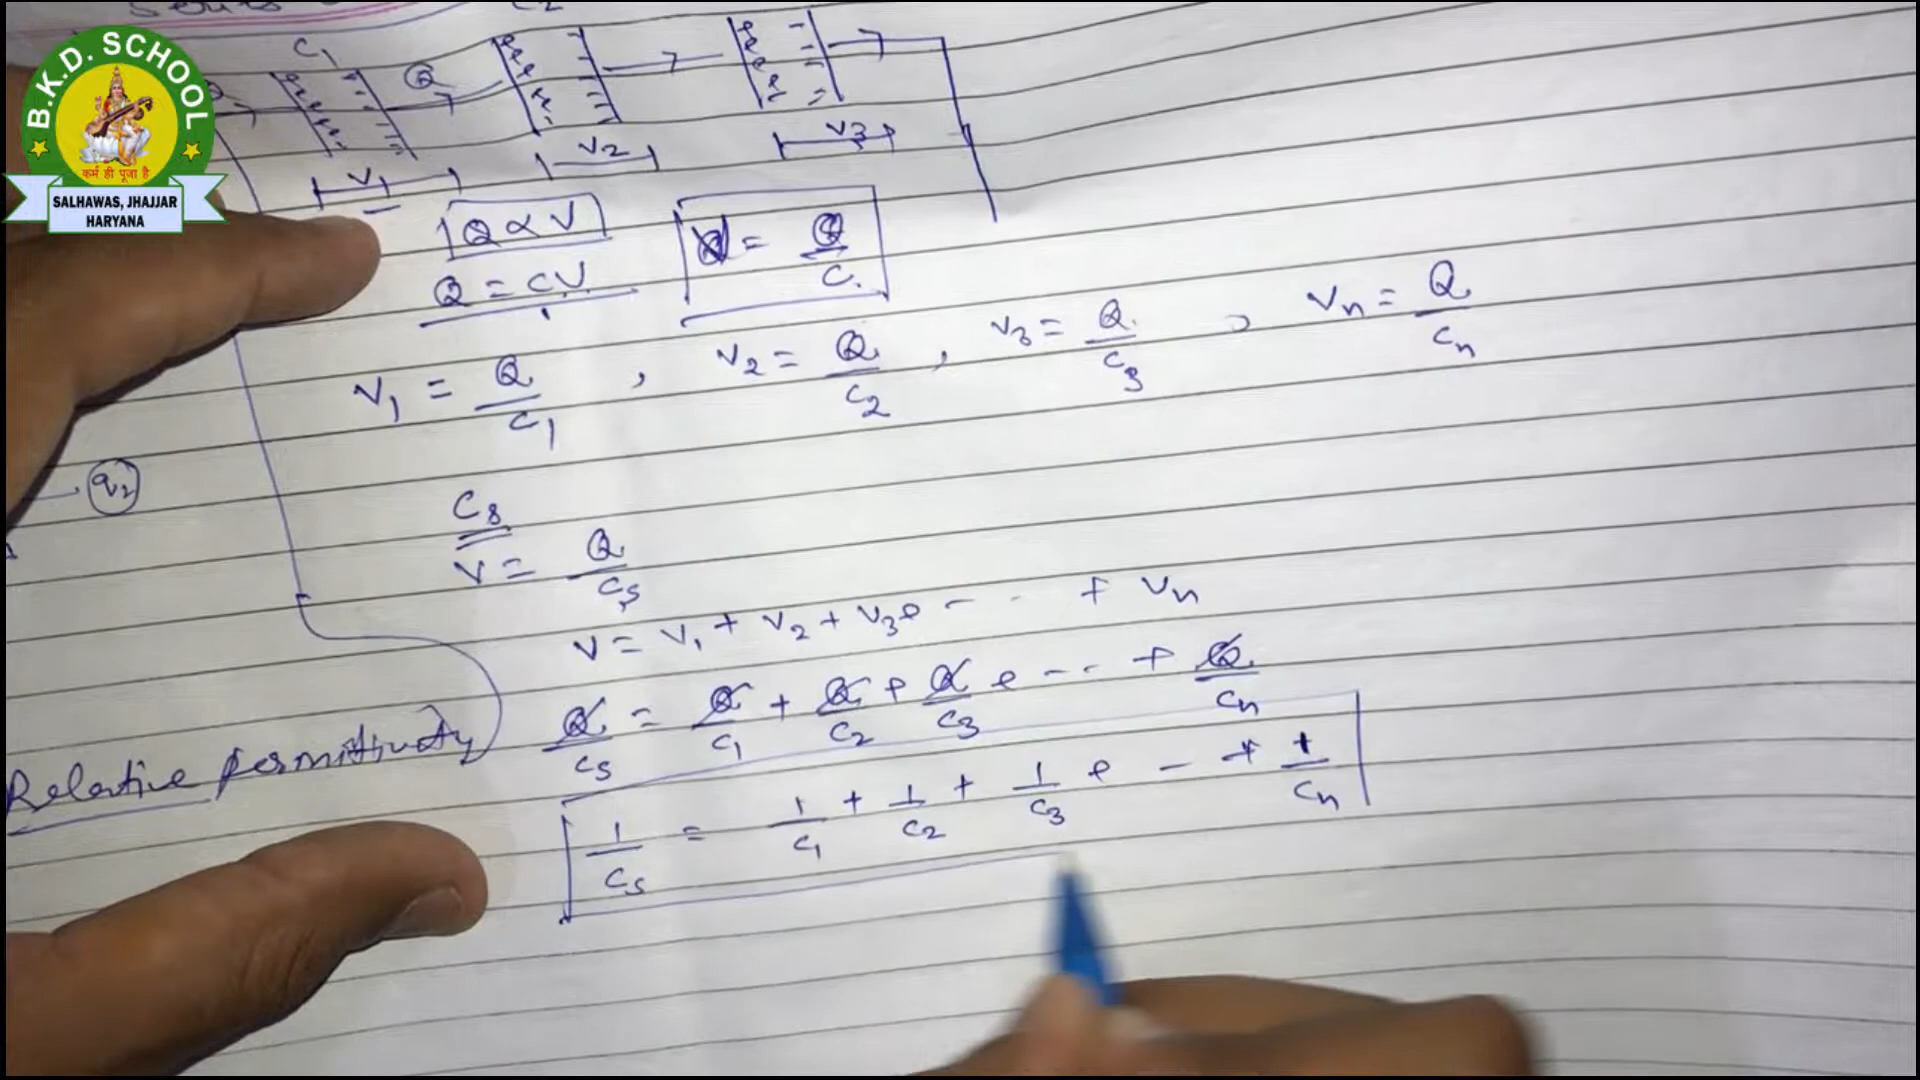 B.K.D. SCHOOL
कर्म ही पूजा है
SALHAWAS, JHAJJAR
HARYANA
C1
C2
Q
V1 V2 V3
Q ∝ V
Q = CV
= Q/C.
V1 = Q/C1 , V2 = Q/C2 , V3 = Q/C3 , Vn = Q/Cn
q2
Cs
V = Q/Cs
V = V1 + V2 + V3 + - - - + Vn
Q/Cs = Q/C1 + Q/C2 + Q/C3 + - - - + Q/Cn
Relative permittivity
1/Cs = 1/C1 + 1/C2 + 1/C3 + - + 1/Cn